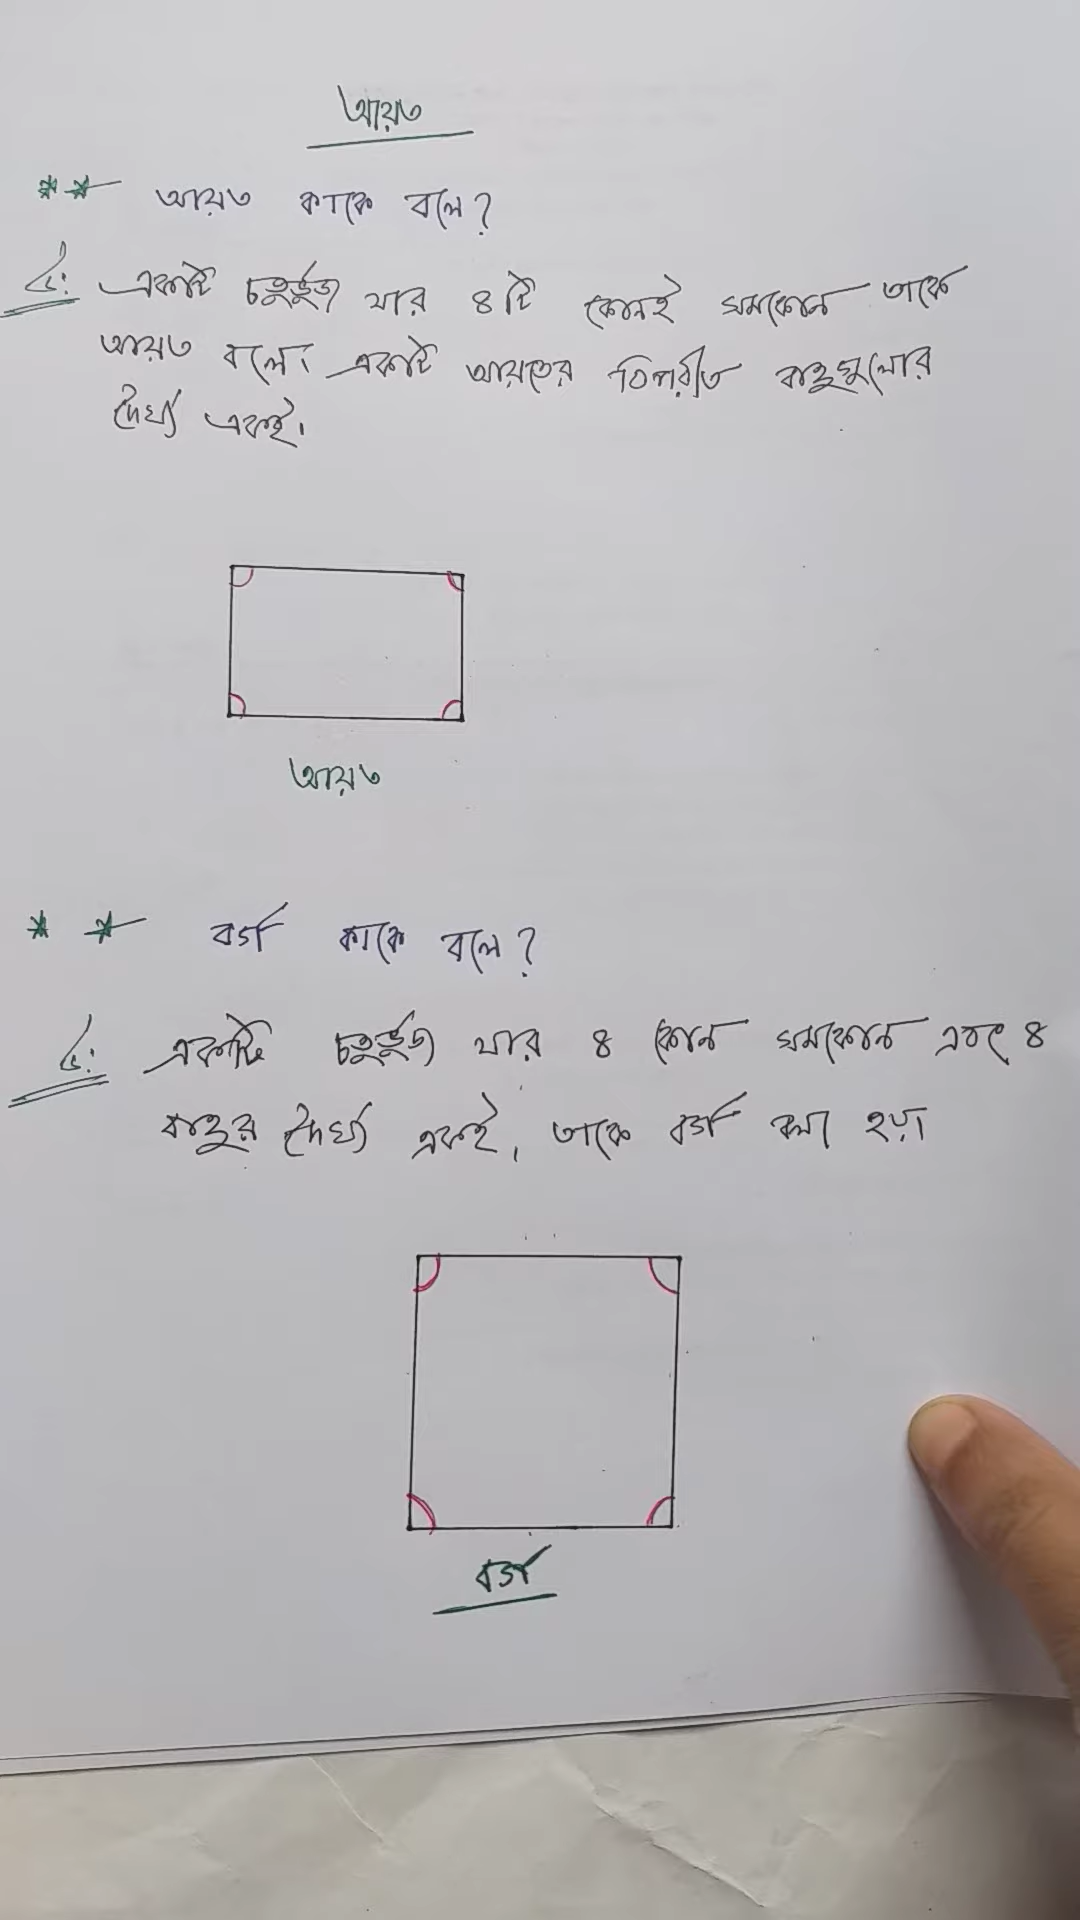 আয়ত
** আয়ত কাকে বলে?
উ: একটি চতুর্ভুজ যার ৪টি কোনই সমকোন তাকে
আয়ত বলে। একটি আয়তের বিপরীত বাহুগুলোর
দৈর্ঘ্য একই।
আয়ত
* * বর্গ কাকে বলে?
উ: একটি চতুর্ভুজ যার ৪ কোন সমকোন এবং ৪
বাহুর দৈর্ঘ্য একই, তাকে বর্গ বলা হয়।
বর্গ